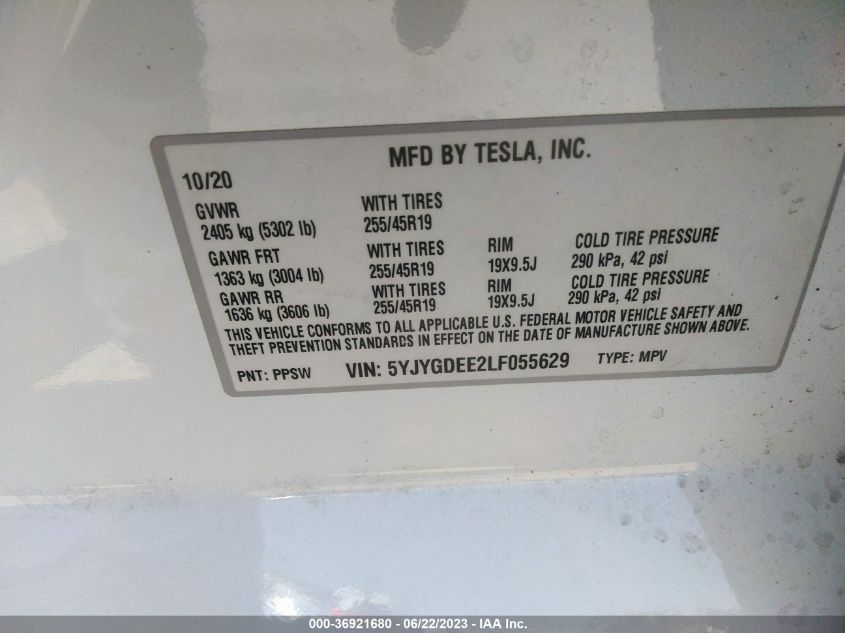 MFD BY TESLA, INC.
10/20
GVWR WITH TIRES
2405 kg (5302 lb) 255/45R19
GAWR FRT WITH TIRES RIM COLD TIRE PRESSURE
1363 kg (3004 lb) 255/45R19 19X9.5J 290 kPa, 42 psi
GAWR RR WITH TIRES RIM COLD TIRE PRESSURE
1636 kg (3606 lb) 255/45R19 19X9.5J 290 kPa, 42 psi
THIS VEHICLE CONFORMS TO ALL APPLICABLE U.S. FEDERAL MOTOR VEHICLE SAFETY AND
THEFT PREVENTION STANDARDS IN EFFECT ON THE DATE OF MANUFACTURE SHOWN ABOVE.
PNT: PPSW VIN: 5YJYGDEE2LF055629 TYPE: MPV
000-36921680 - 06/22/2023 - IAA Inc.